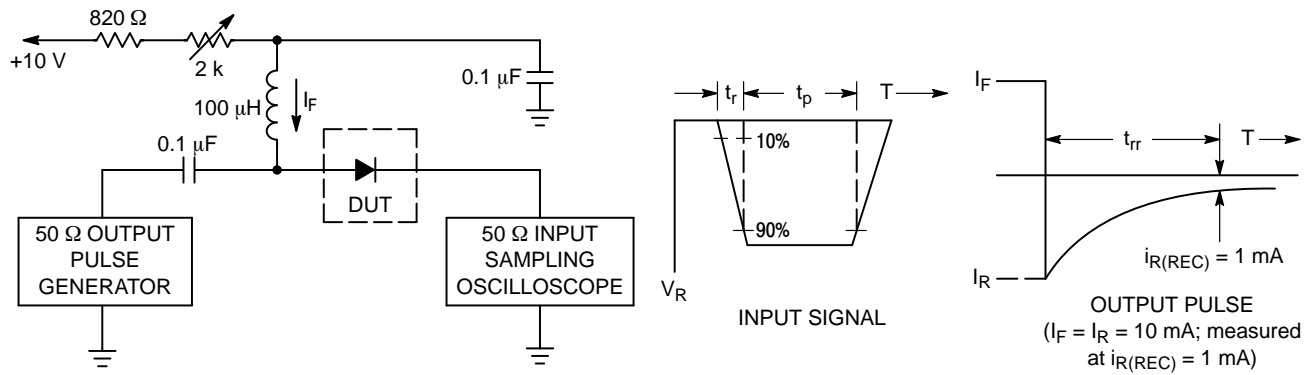 820 Ω
+10 V
2 k
100 μH
I_F
0.1 μF
0.1 μF
DUT
50 Ω OUTPUT
PULSE
GENERATOR
50 Ω INPUT
SAMPLING
OSCILLOSCOPE
t_r
t_p
T
10%
90%
V_R
INPUT SIGNAL
I_F
t_rr
T
I_R
i_R(REC) = 1 mA
OUTPUT PULSE
(I_F = I_R = 10 mA; measured
at i_R(REC) = 1 mA)